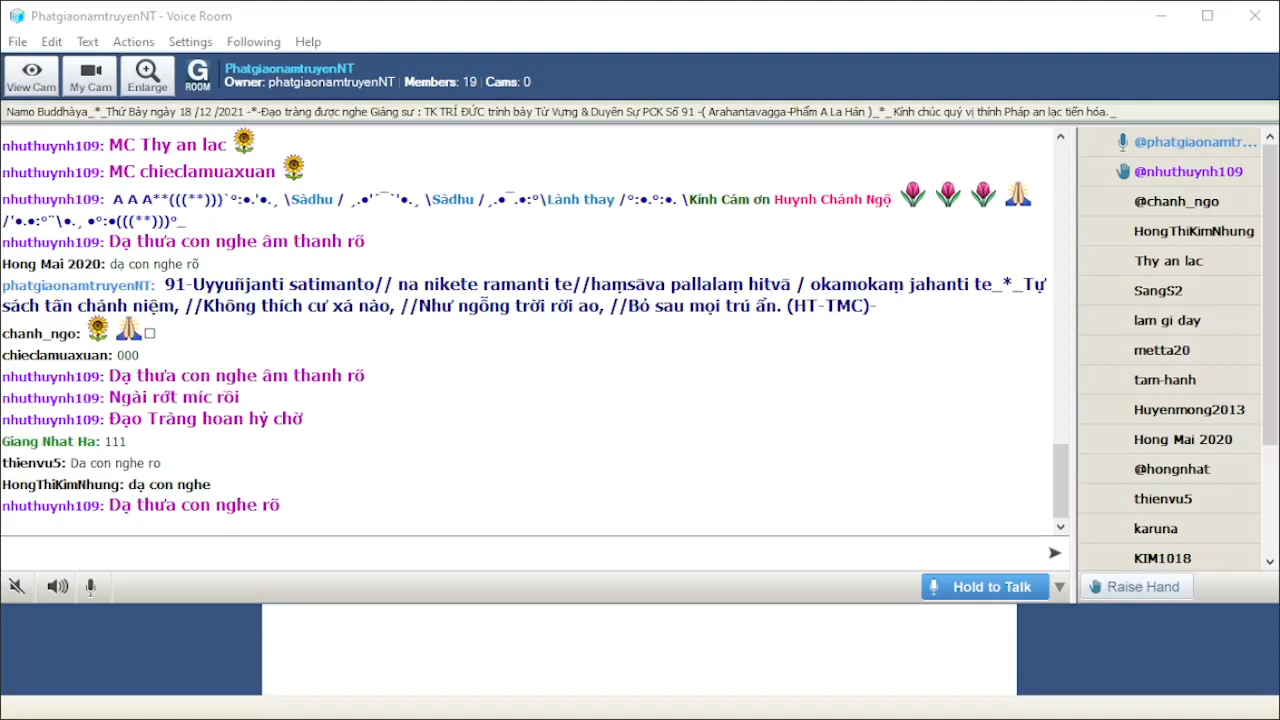 PhatgiaonamtruyenNT - Voice Room
File Edit Text Actions Settings Following Help
View Cam My Cam Enlarge G ROOM
PhatgiaonamtruyenNT
Owner: phatgiaonamtruyenNT | Members: 19 | Cams: 0
Namo Buddhàya_*_Thứ Bảy ngày 18 /12 /2021 -*-Đạo tràng được nghe Giảng sư : TK TRÍ ĐỨC trình bày Từ Vựng & Duyên Sự PCK Số 91 -( Arahantavagga-Phẩm A La Hán )_*_ Kính chúc quý vị thính Pháp an lạc tiến hóa._
nhuthuynh109: MC Thy an lac 🌻
nhuthuynh109: MC chieclamuaxuan 🌻
nhuthuynh109: A A A**(((**)))`°:•.'•.¸ \Sàdhu / ¸.•'´¯`'•.¸ \Sàdhu /¸.•¯.•:°\Lành thay /°:•.°:•. \Kính Cám ơn Huynh Chánh Ngộ 🌷 🌷 🌷 🙏
/'•.•:°¨\•.¸ •°:•(((**)))°_
nhuthuynh109: Dạ thưa con nghe âm thanh rõ
Hong Mai 2020: dạ con nghe rõ
phatgiaonamtruyenNT: 91-Uyyuñjanti satimanto// na nikete ramanti te//haṃsāva pallalaṃ hitvā / okamokaṃ jahanti te_*_Tự
sách tấn chánh niệm, //Không thích cư xá nào, //Như ngỗng trời rời ao, //Bỏ sau mọi trú ẩn. (HT-TMC)-
chanh_ngo: 🌻 🙏□
chieclamuaxuan: 000
nhuthuynh109: Dạ thưa con nghe âm thanh rõ
nhuthuynh109: Ngài rớt míc rồi
nhuthuynh109: Đạo Tràng hoan hỷ chờ
Giang Nhat Ha: 111
thienvu5: Da con nghe ro
HongThiKimNhung: dạ con nghe
nhuthuynh109: Dạ thưa con nghe rõ
@phatgiaonamtr...
@nhuthuynh109
@chanh_ngo
HongThiKimNhung
Thy an lac
SangS2
lam gi day
metta20
tam-hanh
Huyenmong2013
Hong Mai 2020
@hongnhat
thienvu5
karuna
KIM1018
Hold to Talk
Raise Hand